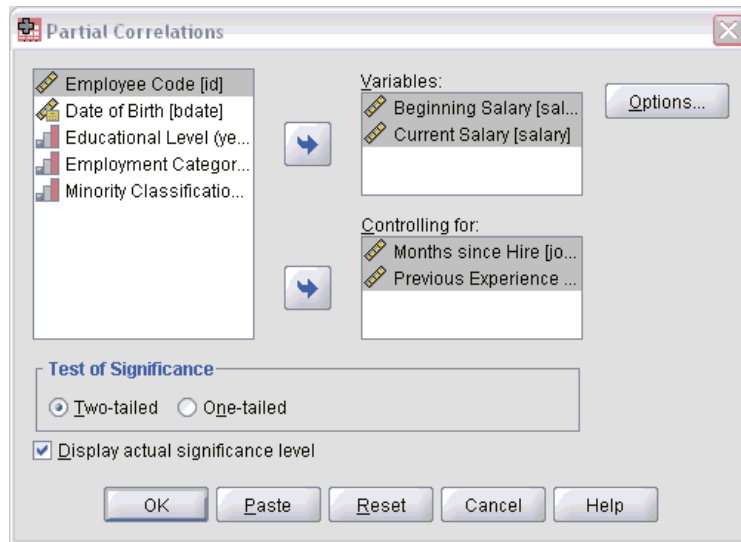 Partial Correlations
Employee Code [id]
Date of Birth [bdate]
Educational Level (ye...
Employment Categor...
Minority Classificatio...
Variables:
Beginning Salary [sal...
Current Salary [salary]
Options...
Controlling for:
Months since Hire [jo...
Previous Experience ...
Test of Significance
Two-tailed
One-tailed
Display actual significance level
OK
Paste
Reset
Cancel
Help